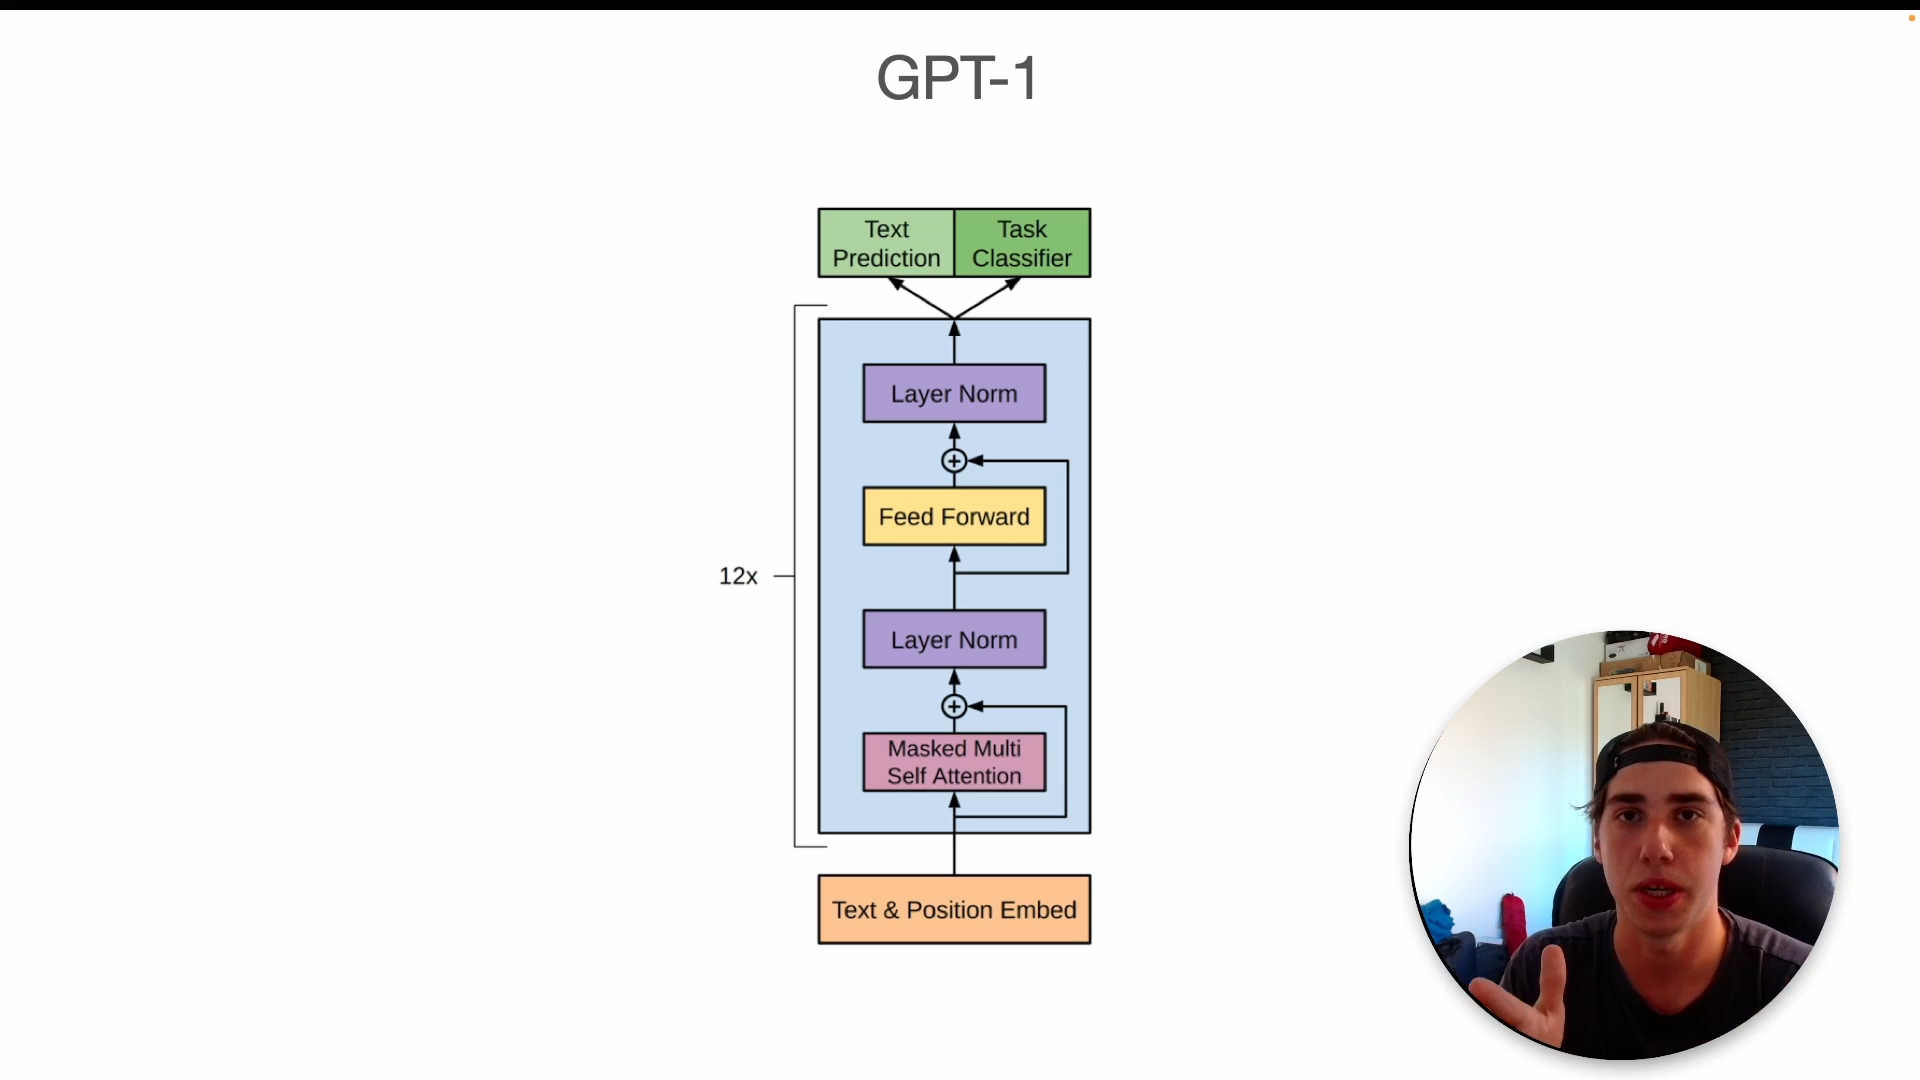 GPT-1
Text
Prediction
Task
Classifier
Layer Norm
Feed Forward
12x
Layer Norm
Masked Multi
Self Attention
Text & Position Embed